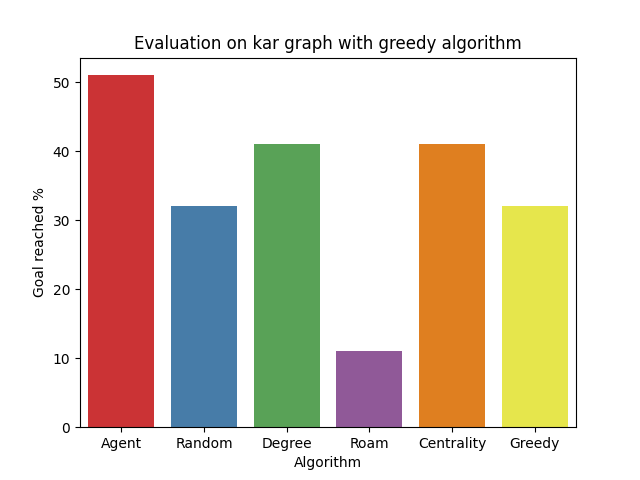 Evaluation on kar graph with greedy algorithm
Goal reached %
50
40
30
20
10
0
Agent Random Degree Roam Centrality Greedy
Algorithm